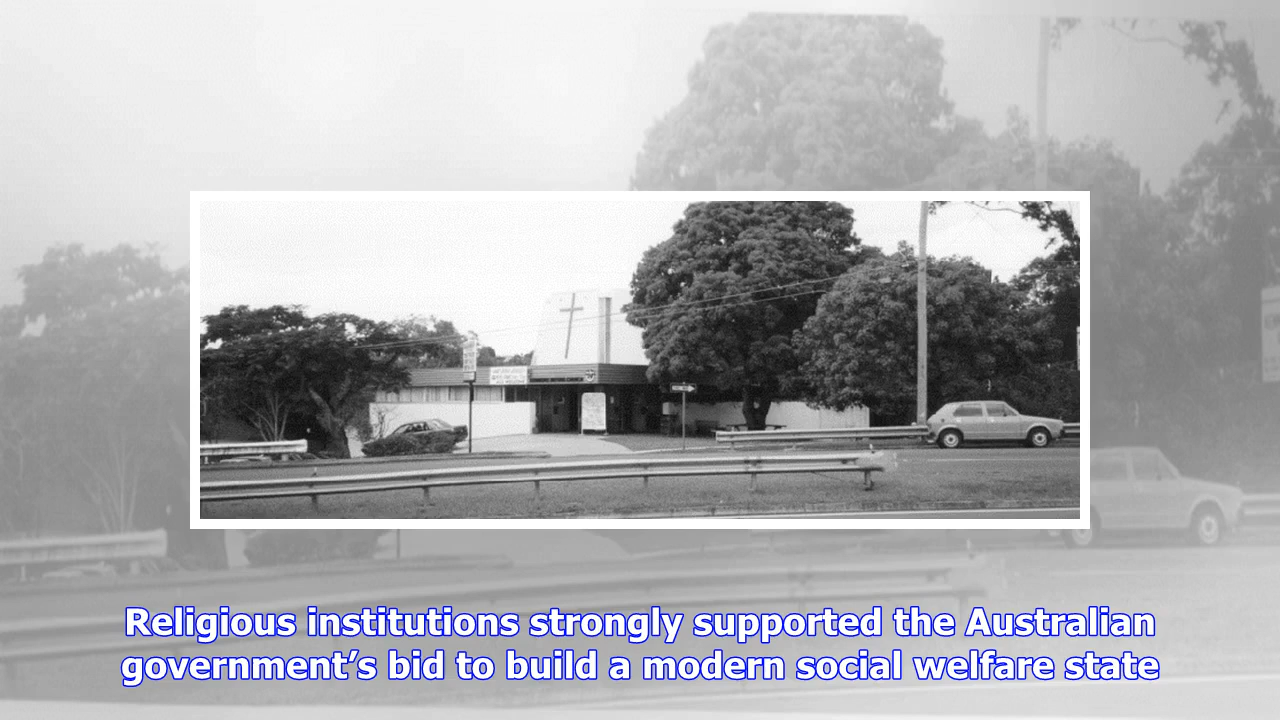 Religious institutions strongly supported the Australian
government’s bid to build a modern social welfare state